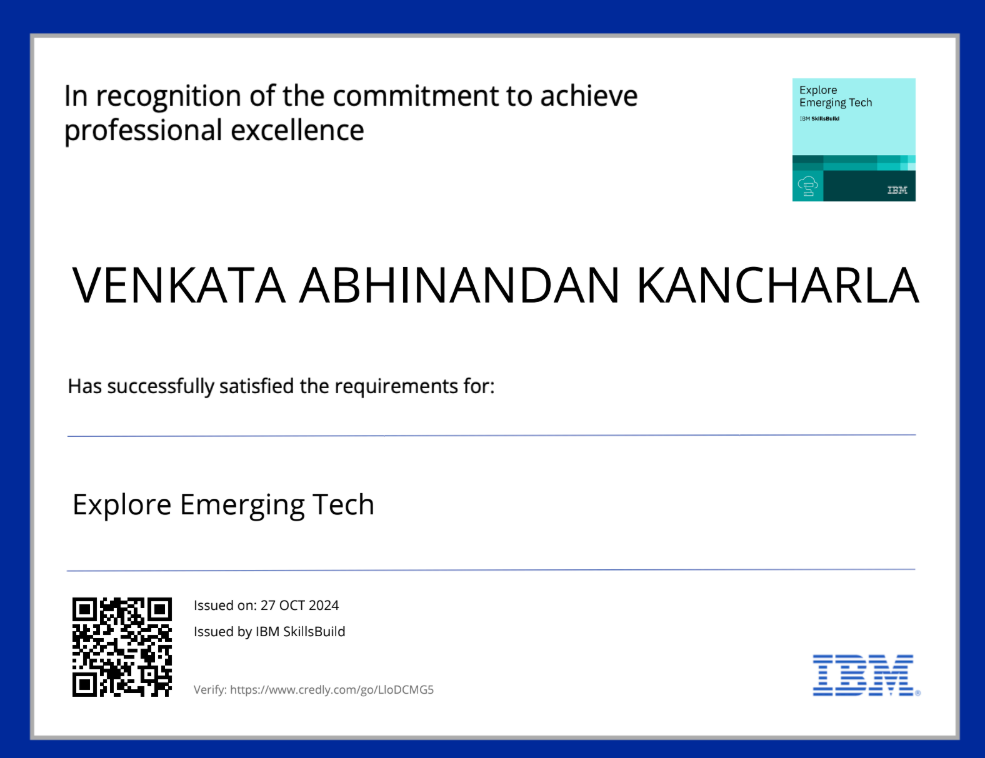 In recognition of the commitment to achieve
professional excellence
Explore
Emerging Tech
IBM SkillsBuild
IBM
VENKATA ABHINANDAN KANCHARLA
Has successfully satisfied the requirements for:
Explore Emerging Tech
Issued on: 27 OCT 2024
Issued by IBM SkillsBuild
Verify: https://www.credly.com/go/LloDCMG5
IBM®